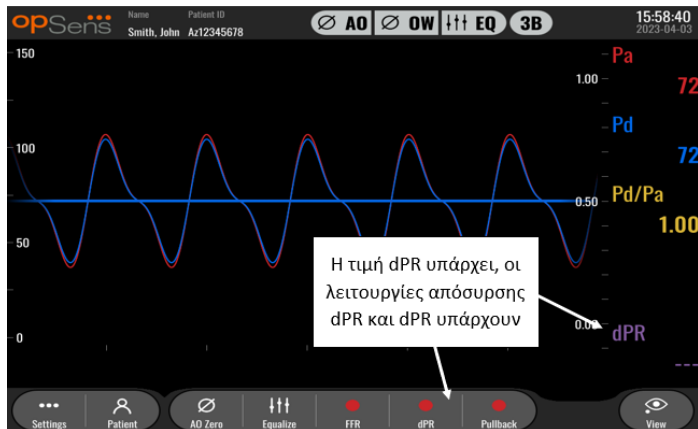 opSens
Name
Patient ID
Smith, John
Az12345678
AO
OW
EQ
3B
15:58:40
2023-04-03
150
100
50
0
1.00
0.50
0.00
Pa
72
Pd
72
Pd/Pa
1.00
dPR
---
Η τιμή dPR υπάρχει, οι
λειτουργίες απόσυρσης
dPR και dPR υπάρχουν
Settings
Patient
AO Zero
Equalize
FFR
dPR
Pullback
View